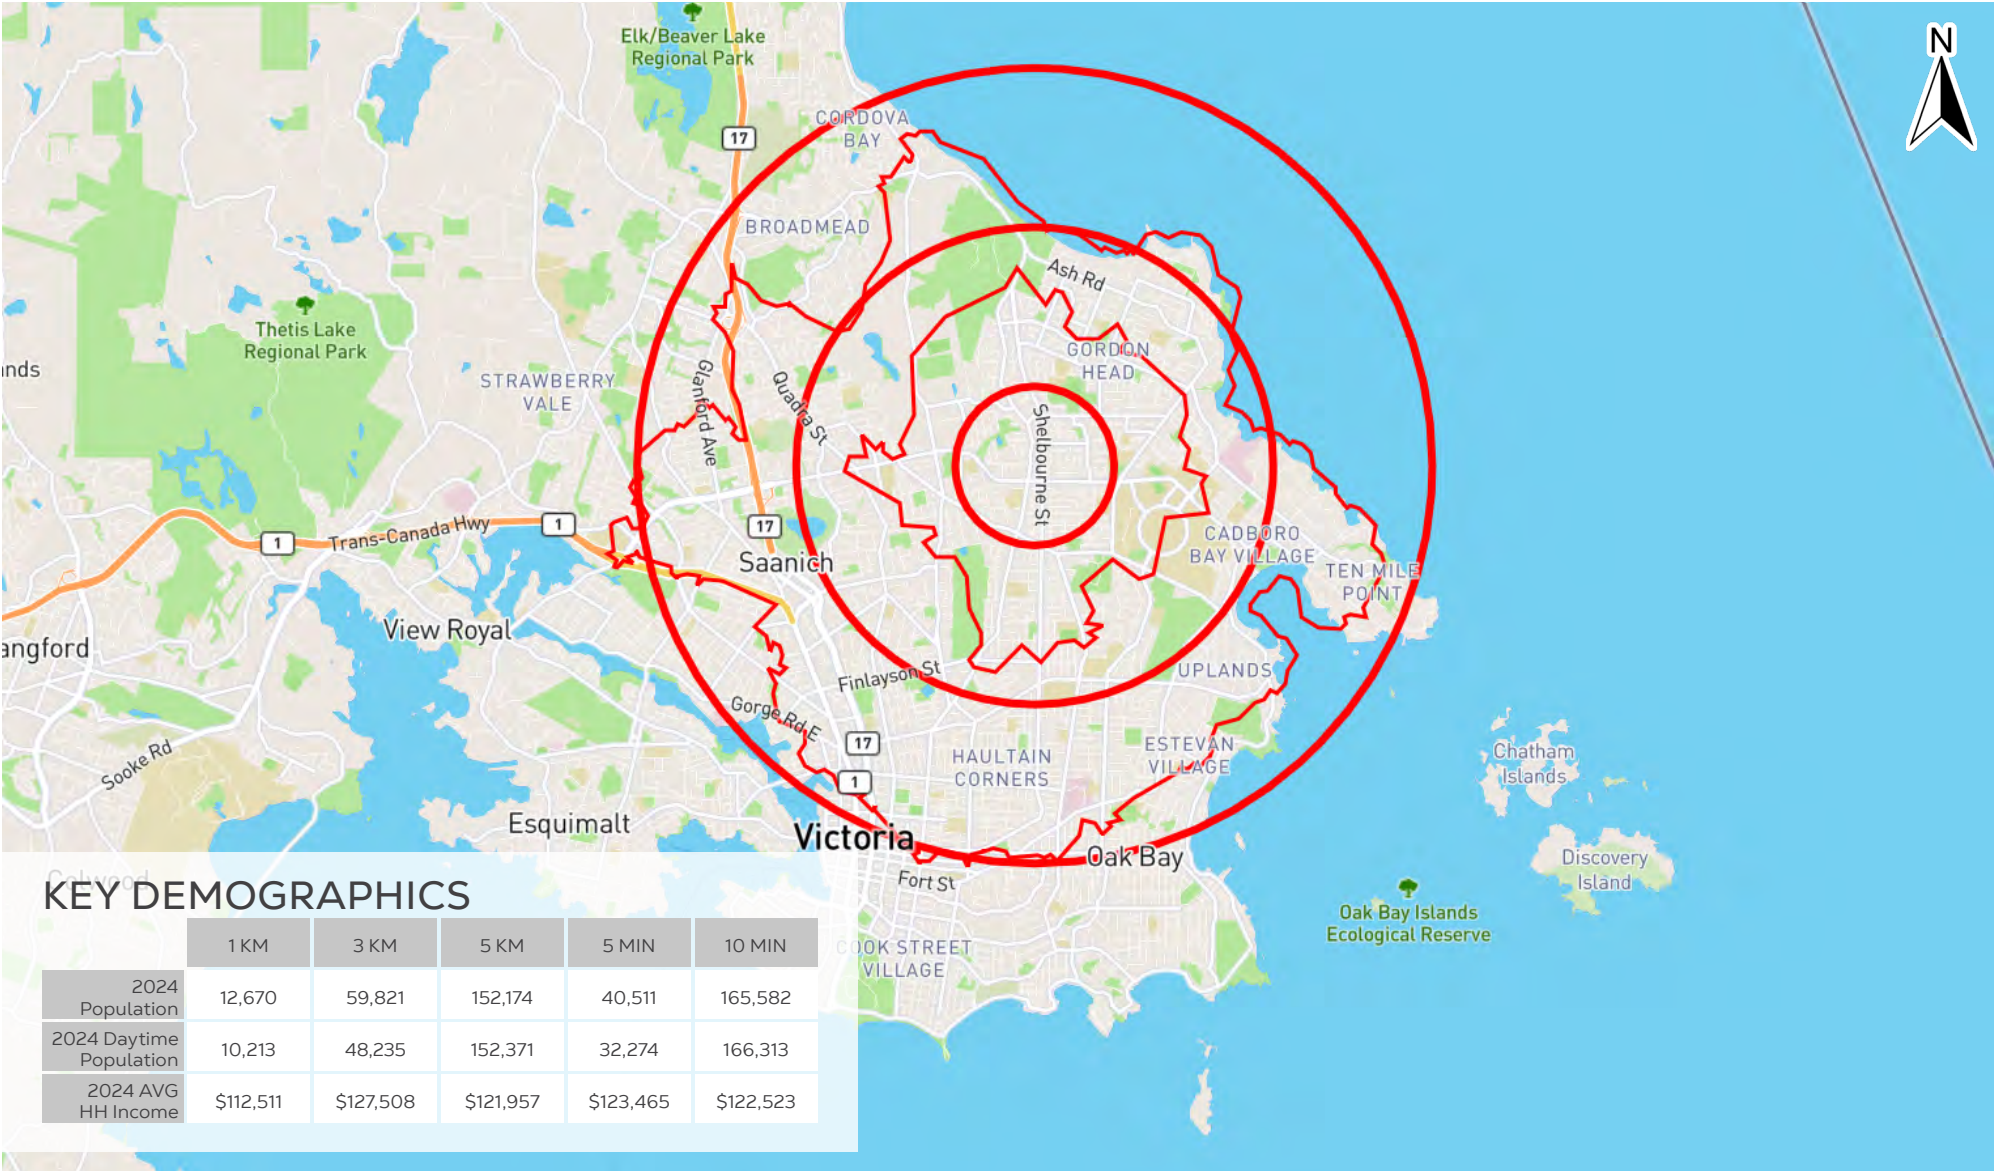 Elk/Beaver Lake
Regional Park
N
CORDOVA
BAY
17
BROADMEAD
Ash Rd
Thetis Lake
Regional Park
ands
STRAWBERRY
VALE
Glanford Ave
Quadra St
GORDON
HEAD
Shelbourne St
1
Trans-Canada Hwy
1
17
Saanich
CADBORO
BAY VILLAGE
TEN MILE
POINT
View Royal
angford
Finlayson St
UPLANDS
Gorge Rd E
17
Sooke Rd
HAULTAIN
CORNERS
ESTEVAN
VILLAGE
1
Chatham
Islands
Esquimalt
Victoria
Oak Bay
Discovery
Island
Fort St
Colwood
Oak Bay Islands
Ecological Reserve
COOK STREET
VILLAGE
KEY DEMOGRAPHICS
1 KM 3 KM 5 KM 5 MIN 10 MIN
2024
Population 12,670 59,821 152,174 40,511 165,582
2024 Daytime
Population 10,213 48,235 152,371 32,274 166,313
2024 AVG
HH Income $112,511 $127,508 $121,957 $123,465 $122,523